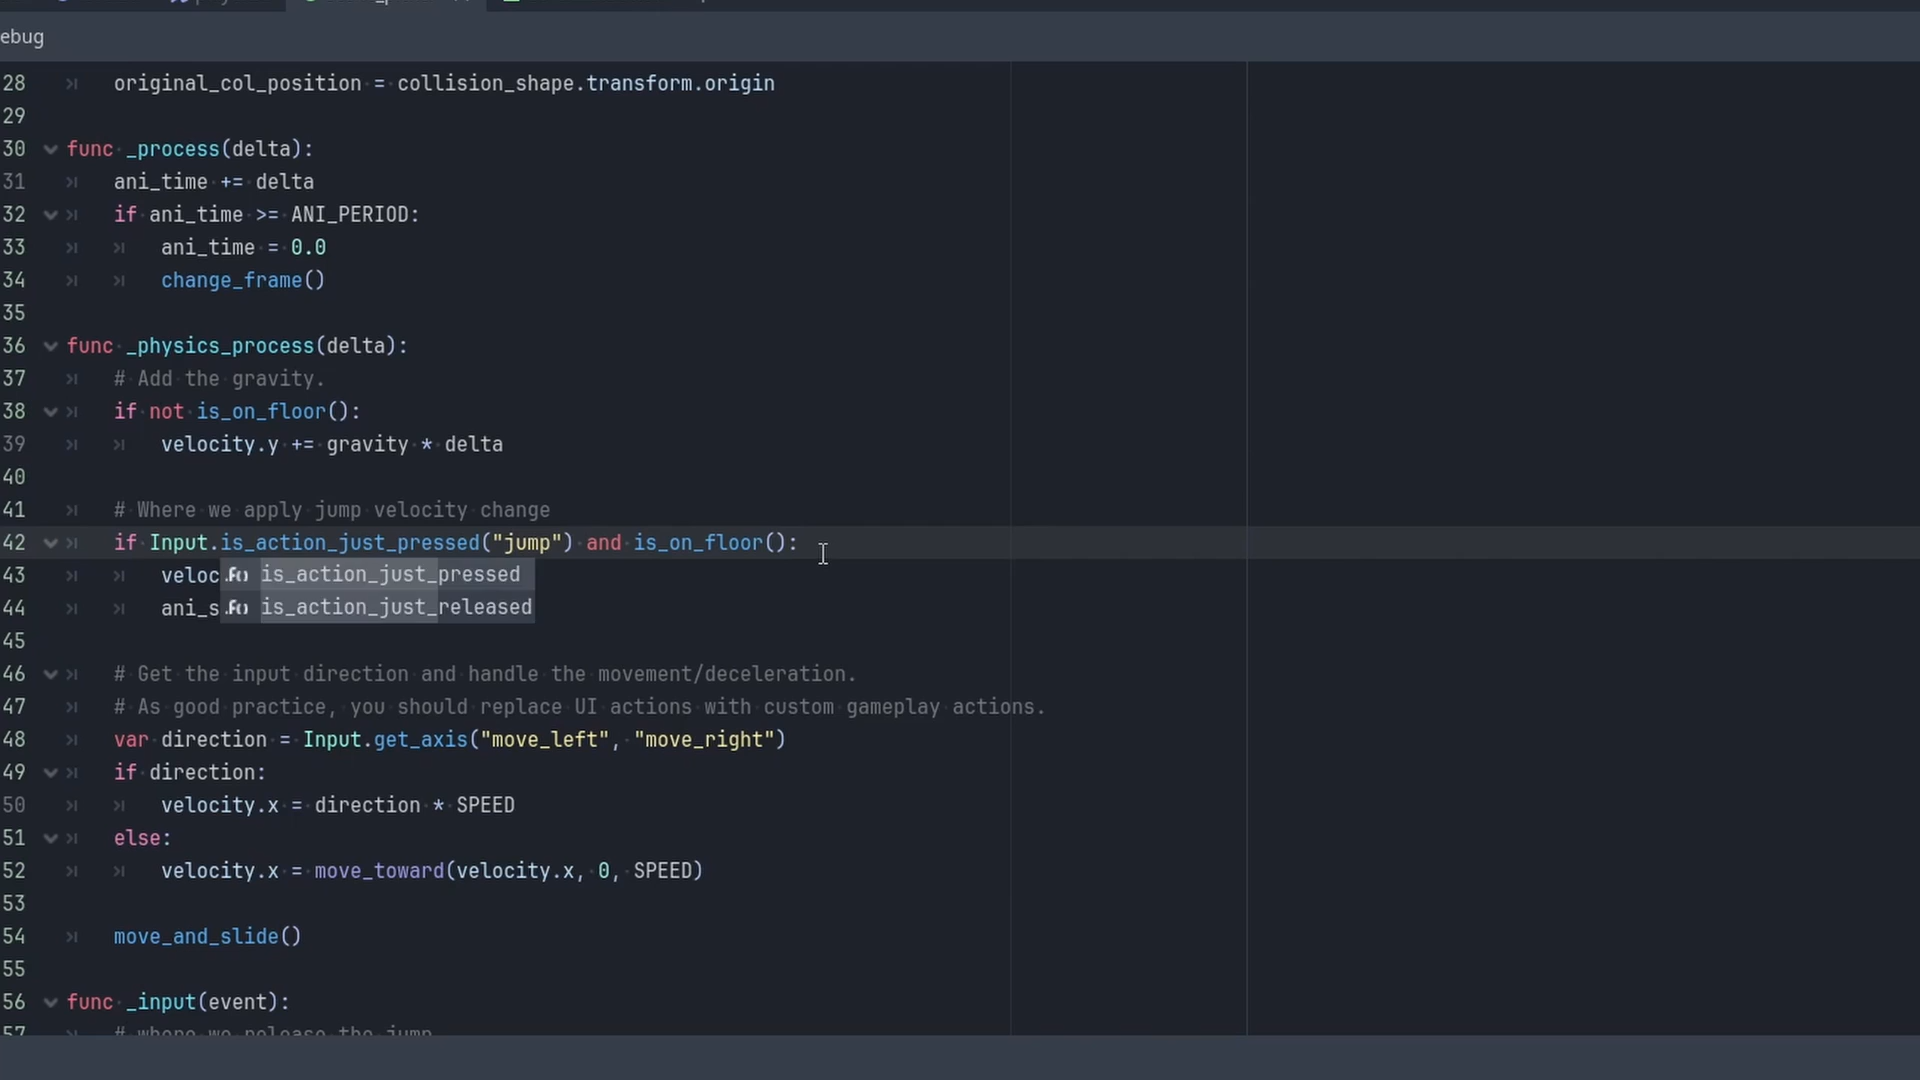 ebug
28 original_col_position = collision_shape.transform.origin
29
30 func _process(delta):
31 ani_time += delta
32 if ani_time >= ANI_PERIOD:
33 ani_time = 0.0
34 change_frame()
35
36 func _physics_process(delta):
37 # Add the gravity.
38 if not is_on_floor():
39 velocity.y += gravity * delta
40
41 # Where we apply jump velocity change
42 if Input.is_action_just_pressed("jump") and is_on_floor():
43 veloc is_action_just_pressed
44 ani_s is_action_just_released
45
46 # Get the input direction and handle the movement/deceleration.
47 # As good practice, you should replace UI actions with custom gameplay actions.
48 var direction = Input.get_axis("move_left", "move_right")
49 if direction:
50 velocity.x = direction * SPEED
51 else:
52 velocity.x = move_toward(velocity.x, 0, SPEED)
53
54 move_and_slide()
55
56 func _input(event):
57 # where we release the jump